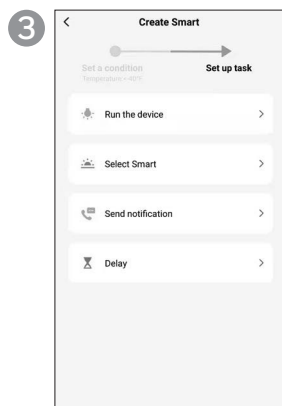 3
Create Smart
Set a condition
Temperature > 40°F
Set up task
Run the device
Select Smart
Send notification
Delay